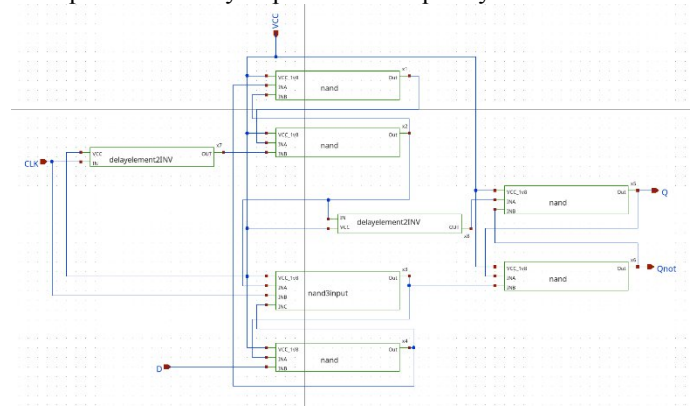 VCC
x1
VCC_1v8 Out
INA
INB
nand
x2
VCC_1v8 Out
INA
INB
nand
CLK
x7
VCC OUT
IN
delayelement2INV
x5
VCC_1v8 Out
INA
INB
nand
Q
IN
VCC OUT
delayelement2INV
x8
x6
VCC_1v8 Out
INA
INB
nand
Qnot
x3
VCC_1v8 Out
INA
INB
INC
nand3input
x4
VCC_1v8 Out
INA
INB
nand
D